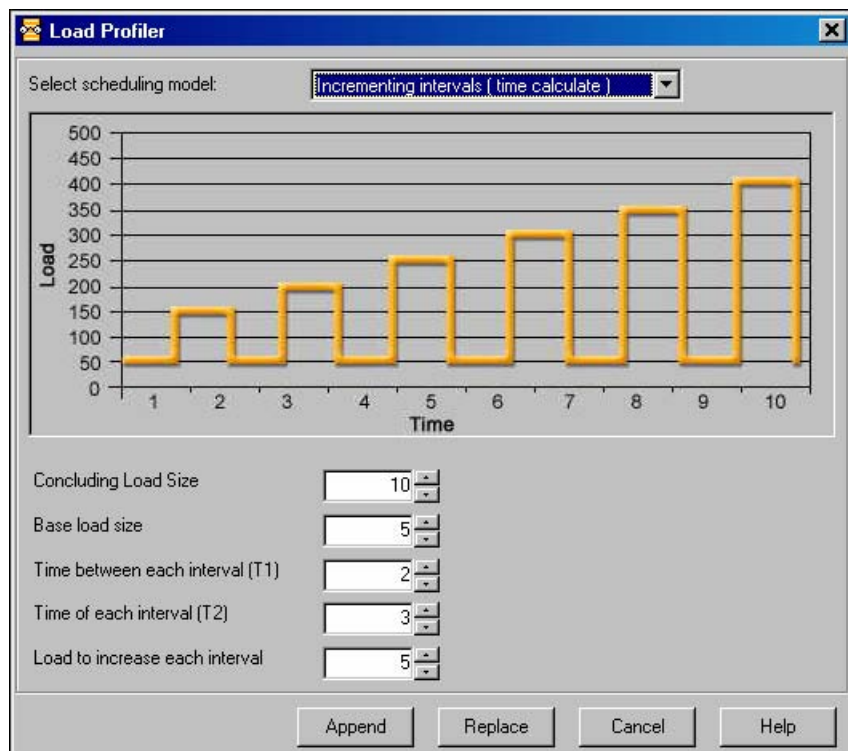 Load Profiler
Select scheduling model: Incrementing intervals ( time calculate )
500
450
400
350
300
250
200
150
100
50
0
Load
1 2 3 4 5 6 7 8 9 10
Time
Concluding Load Size 10
Base load size 5
Time between each interval (T1) 2
Time of each interval (T2) 3
Load to increase each interval 5
Append Replace Cancel Help